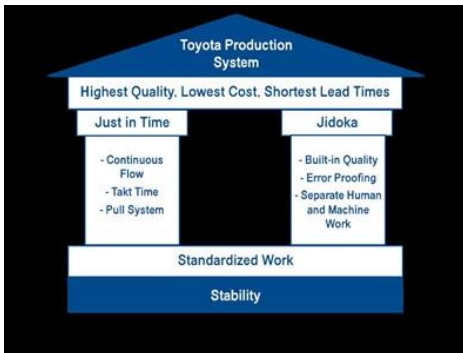 Toyota Production
System
Highest Quality, Lowest Cost, Shortest Lead Times
Just in Time
- Continuous
Flow
- Takt Time
- Pull System
Jidoka
- Built-in Quality
- Error Proofing
- Separate Human
and Machine
Work
Standardized Work
Stability